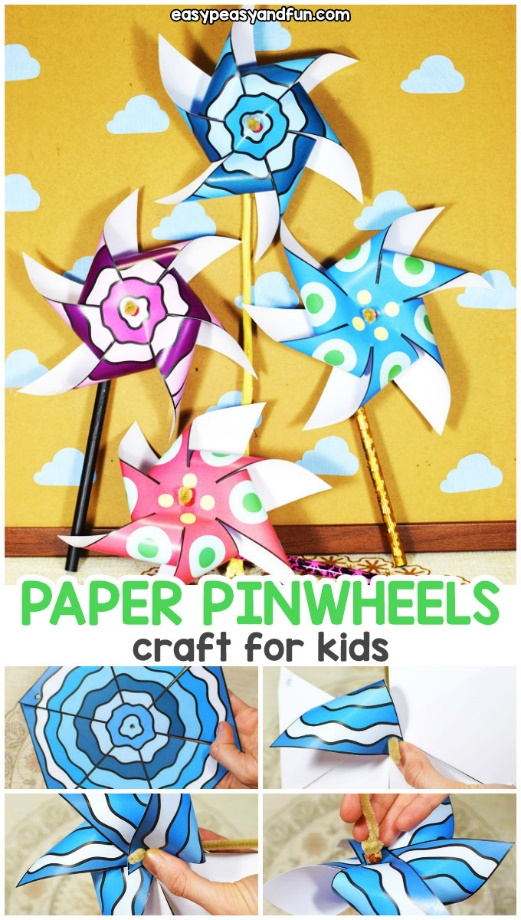 easypeasyandfun.com
PAPER PINWHEELS
craft for kids